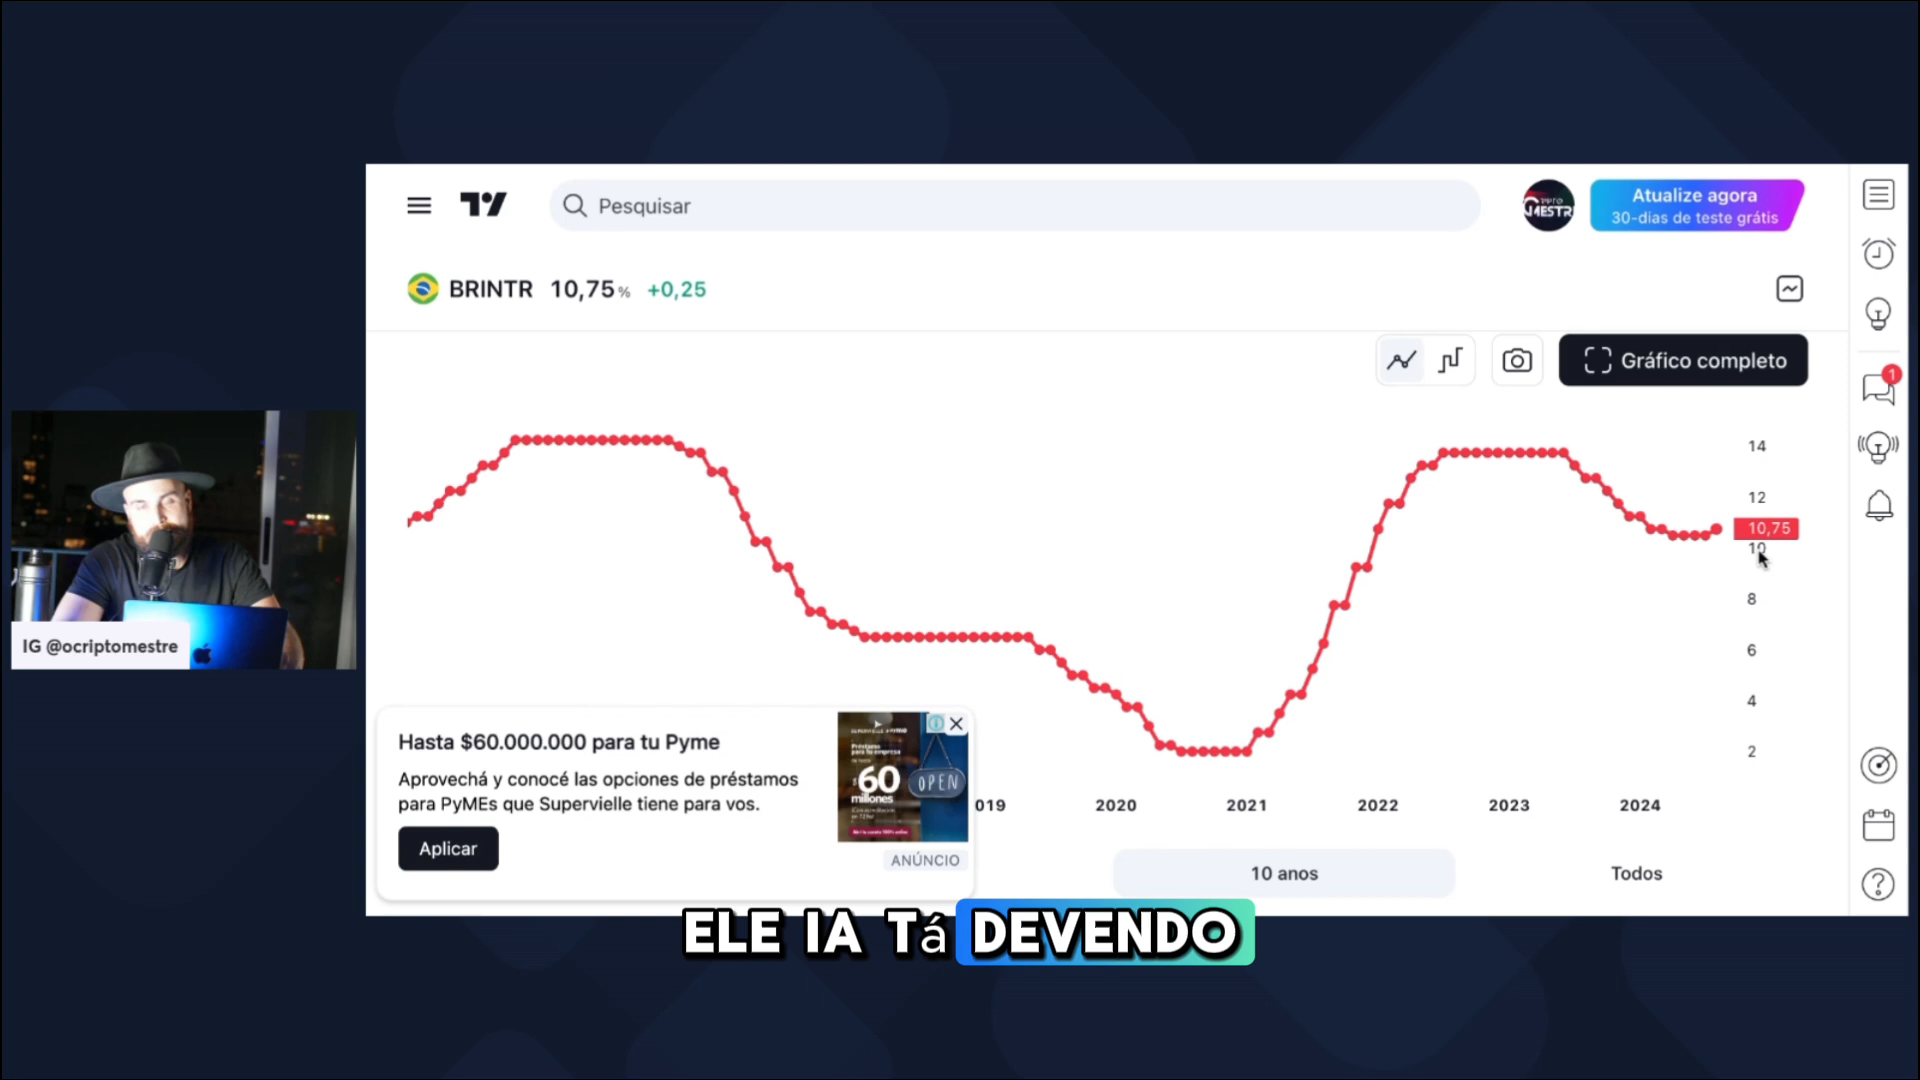 Pesquisar
Atualize agora
30-dias de teste grátis
BRINTR 10,75 % +0,25
Gráfico completo
1
14
12
10,75
10
8
6
4
2
IG @ocriptomestre
Hasta $60.000.000 para tu Pyme
Aprovechá y conocé las opciones de préstamos
para PyMEs que Supervielle tiene para vos.
Aplicar
60
millones
OPEN
ANÚNCIO
019 2020 2021 2022 2023 2024
10 anos Todos
ELE IA Tá DEVENDO